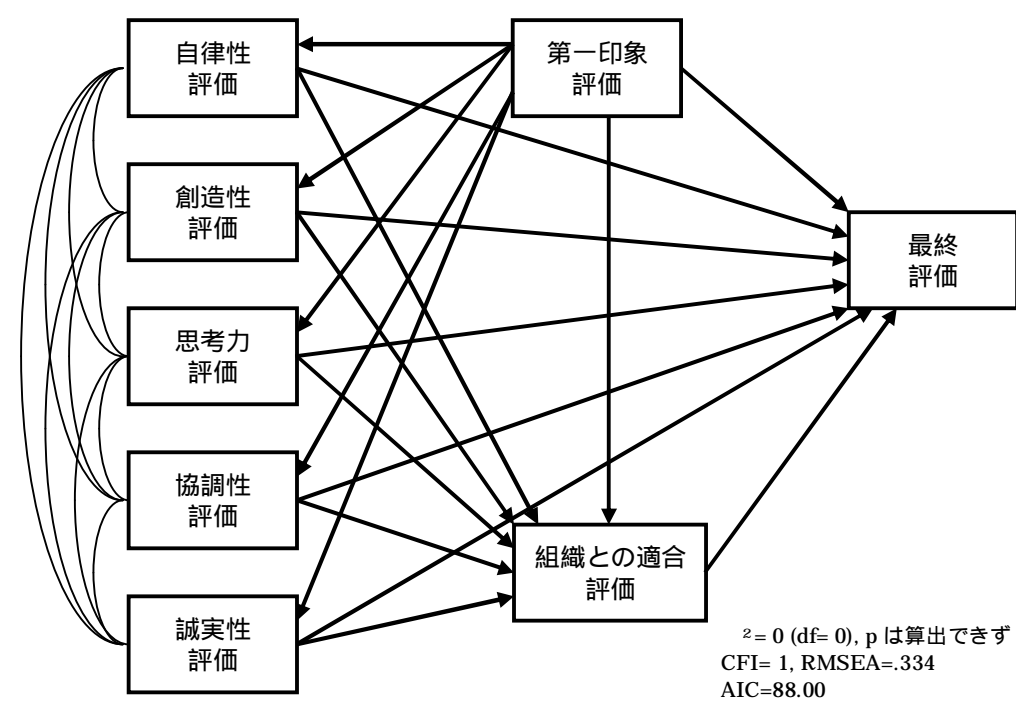 自律性
評価
第一印象
評価
創造性
評価
最終
評価
思考力
評価
協調性
評価
組織との適合
評価
誠実性
評価
²= 0 (df= 0), p は算出できず
CFI= 1, RMSEA=.334
AIC=88.00